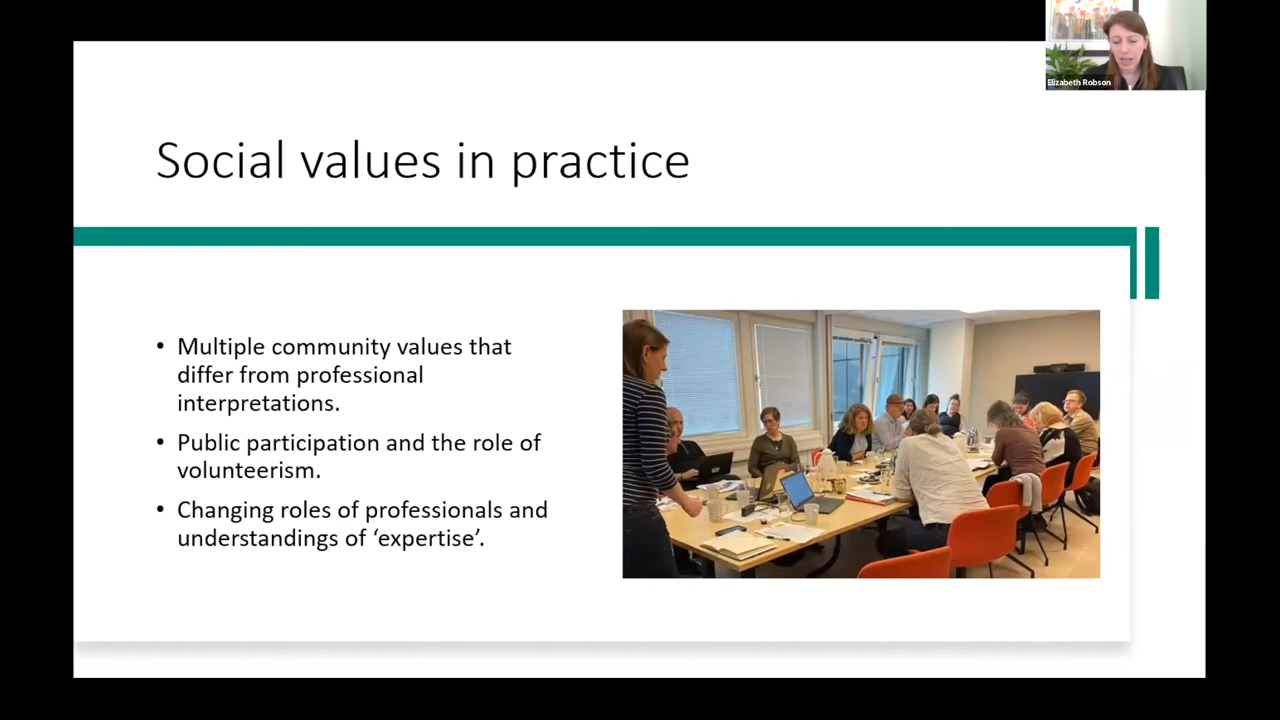 Elizabeth Robson
Social values in practice
• Multiple community values that
differ from professional
interpretations.
• Public participation and the role of
volunteerism.
• Changing roles of professionals and
understandings of ‘expertise’.